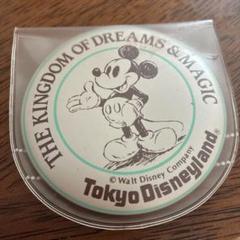 THE KINGDOM OF DREAMS & MAGIC
© Walt Disney Company
Tokyo Disneyland®